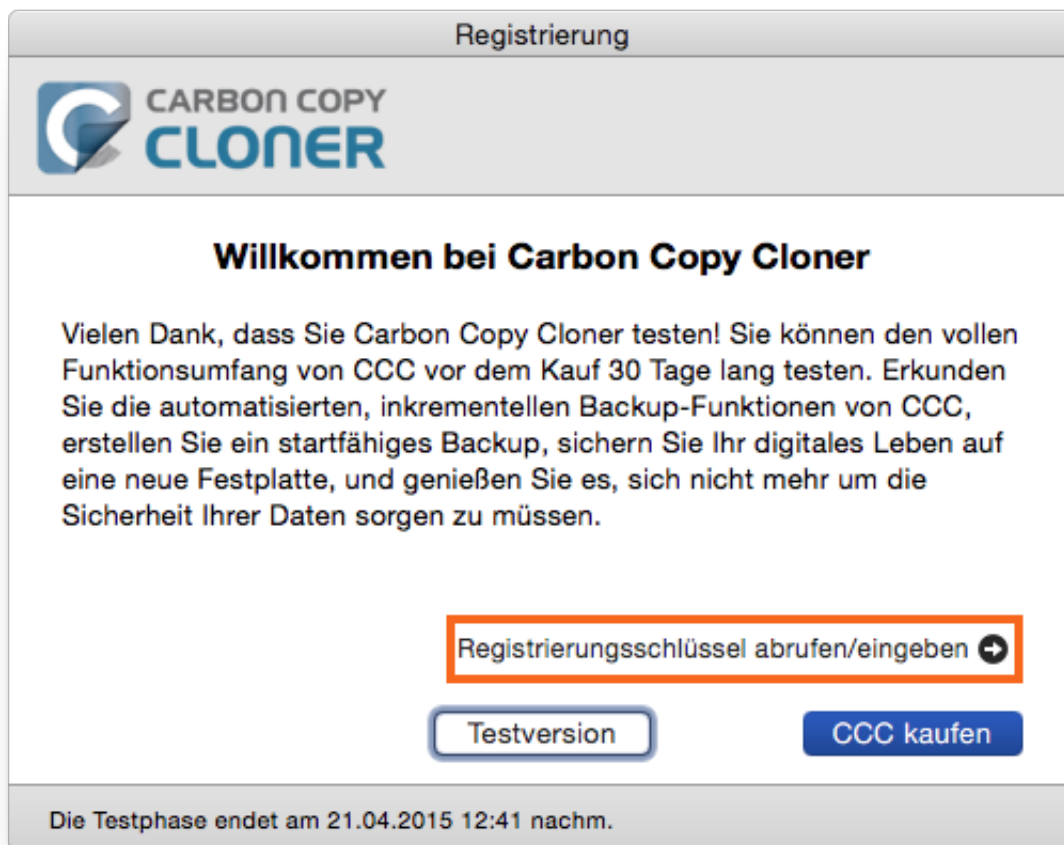 Registrierung
CARBON COPY
CLONER
Willkommen bei Carbon Copy Cloner
Vielen Dank, dass Sie Carbon Copy Cloner testen! Sie können den vollen
Funktionsumfang von CCC vor dem Kauf 30 Tage lang testen. Erkunden
Sie die automatisierten, inkrementellen Backup-Funktionen von CCC,
erstellen Sie ein startfähiges Backup, sichern Sie Ihr digitales Leben auf
eine neue Festplatte, und genießen Sie es, sich nicht mehr um die
Sicherheit Ihrer Daten sorgen zu müssen.
Registrierungsschlüssel abrufen/eingeben
Testversion
CCC kaufen
Die Testphase endet am 21.04.2015 12:41 nachm.